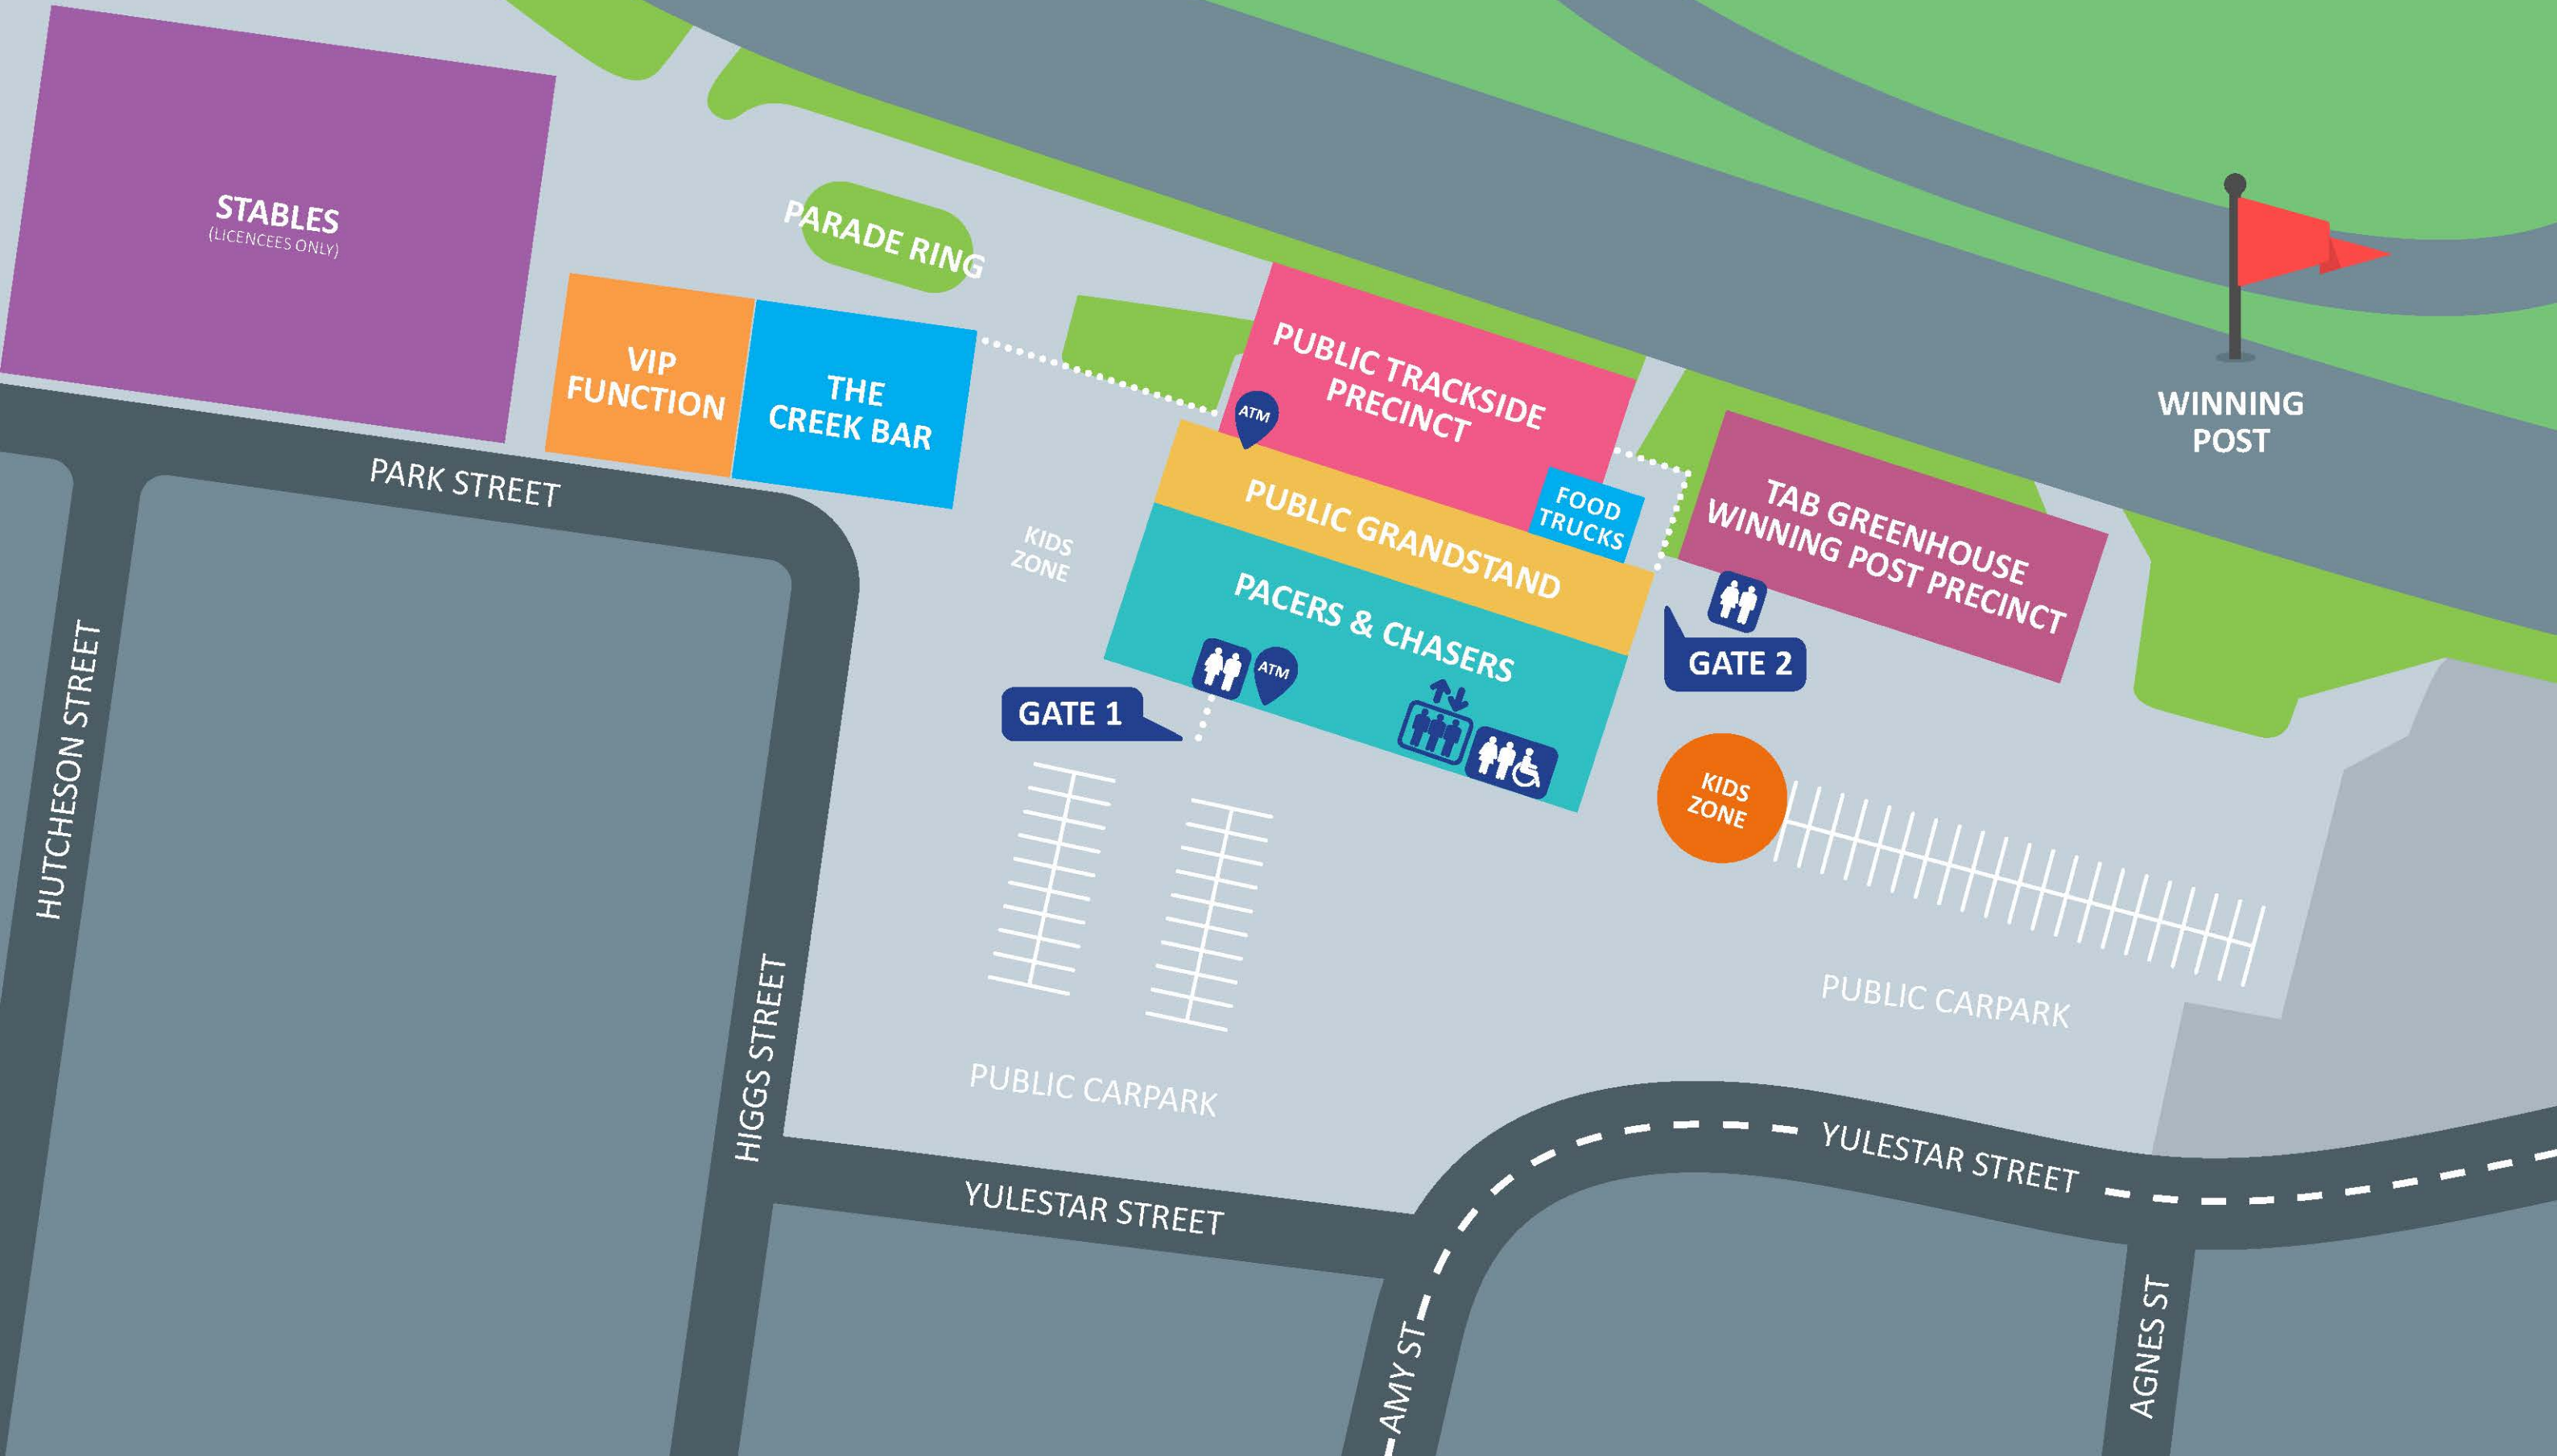 STABLES
(LICENCEES ONLY)
PARADE RING
VIP
FUNCTION
THE
CREEK BAR
PUBLIC TRACKSIDE
PRECINCT
ATM
WINNING
POST
PARK STREET
PUBLIC GRANDSTAND
FOOD
TRUCKS
TAB GREENHOUSE
WINNING POST PRECINCT
KIDS
ZONE
PACERS & CHASERS
ATM
GATE 1
GATE 2
KIDS
ZONE
HUTCHESON STREET
HIGGS STREET
PUBLIC CARPARK
PUBLIC CARPARK
YULESTAR STREET
YULESTAR STREET
AMY ST
AGNES ST